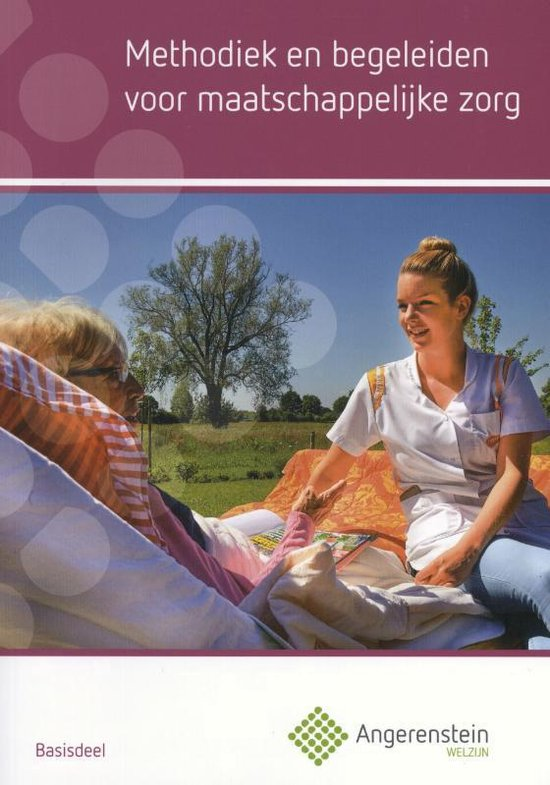 Methodiek en begeleiden
voor maatschappelijke zorg
Basisdeel
Angerenstein
WELZIJN